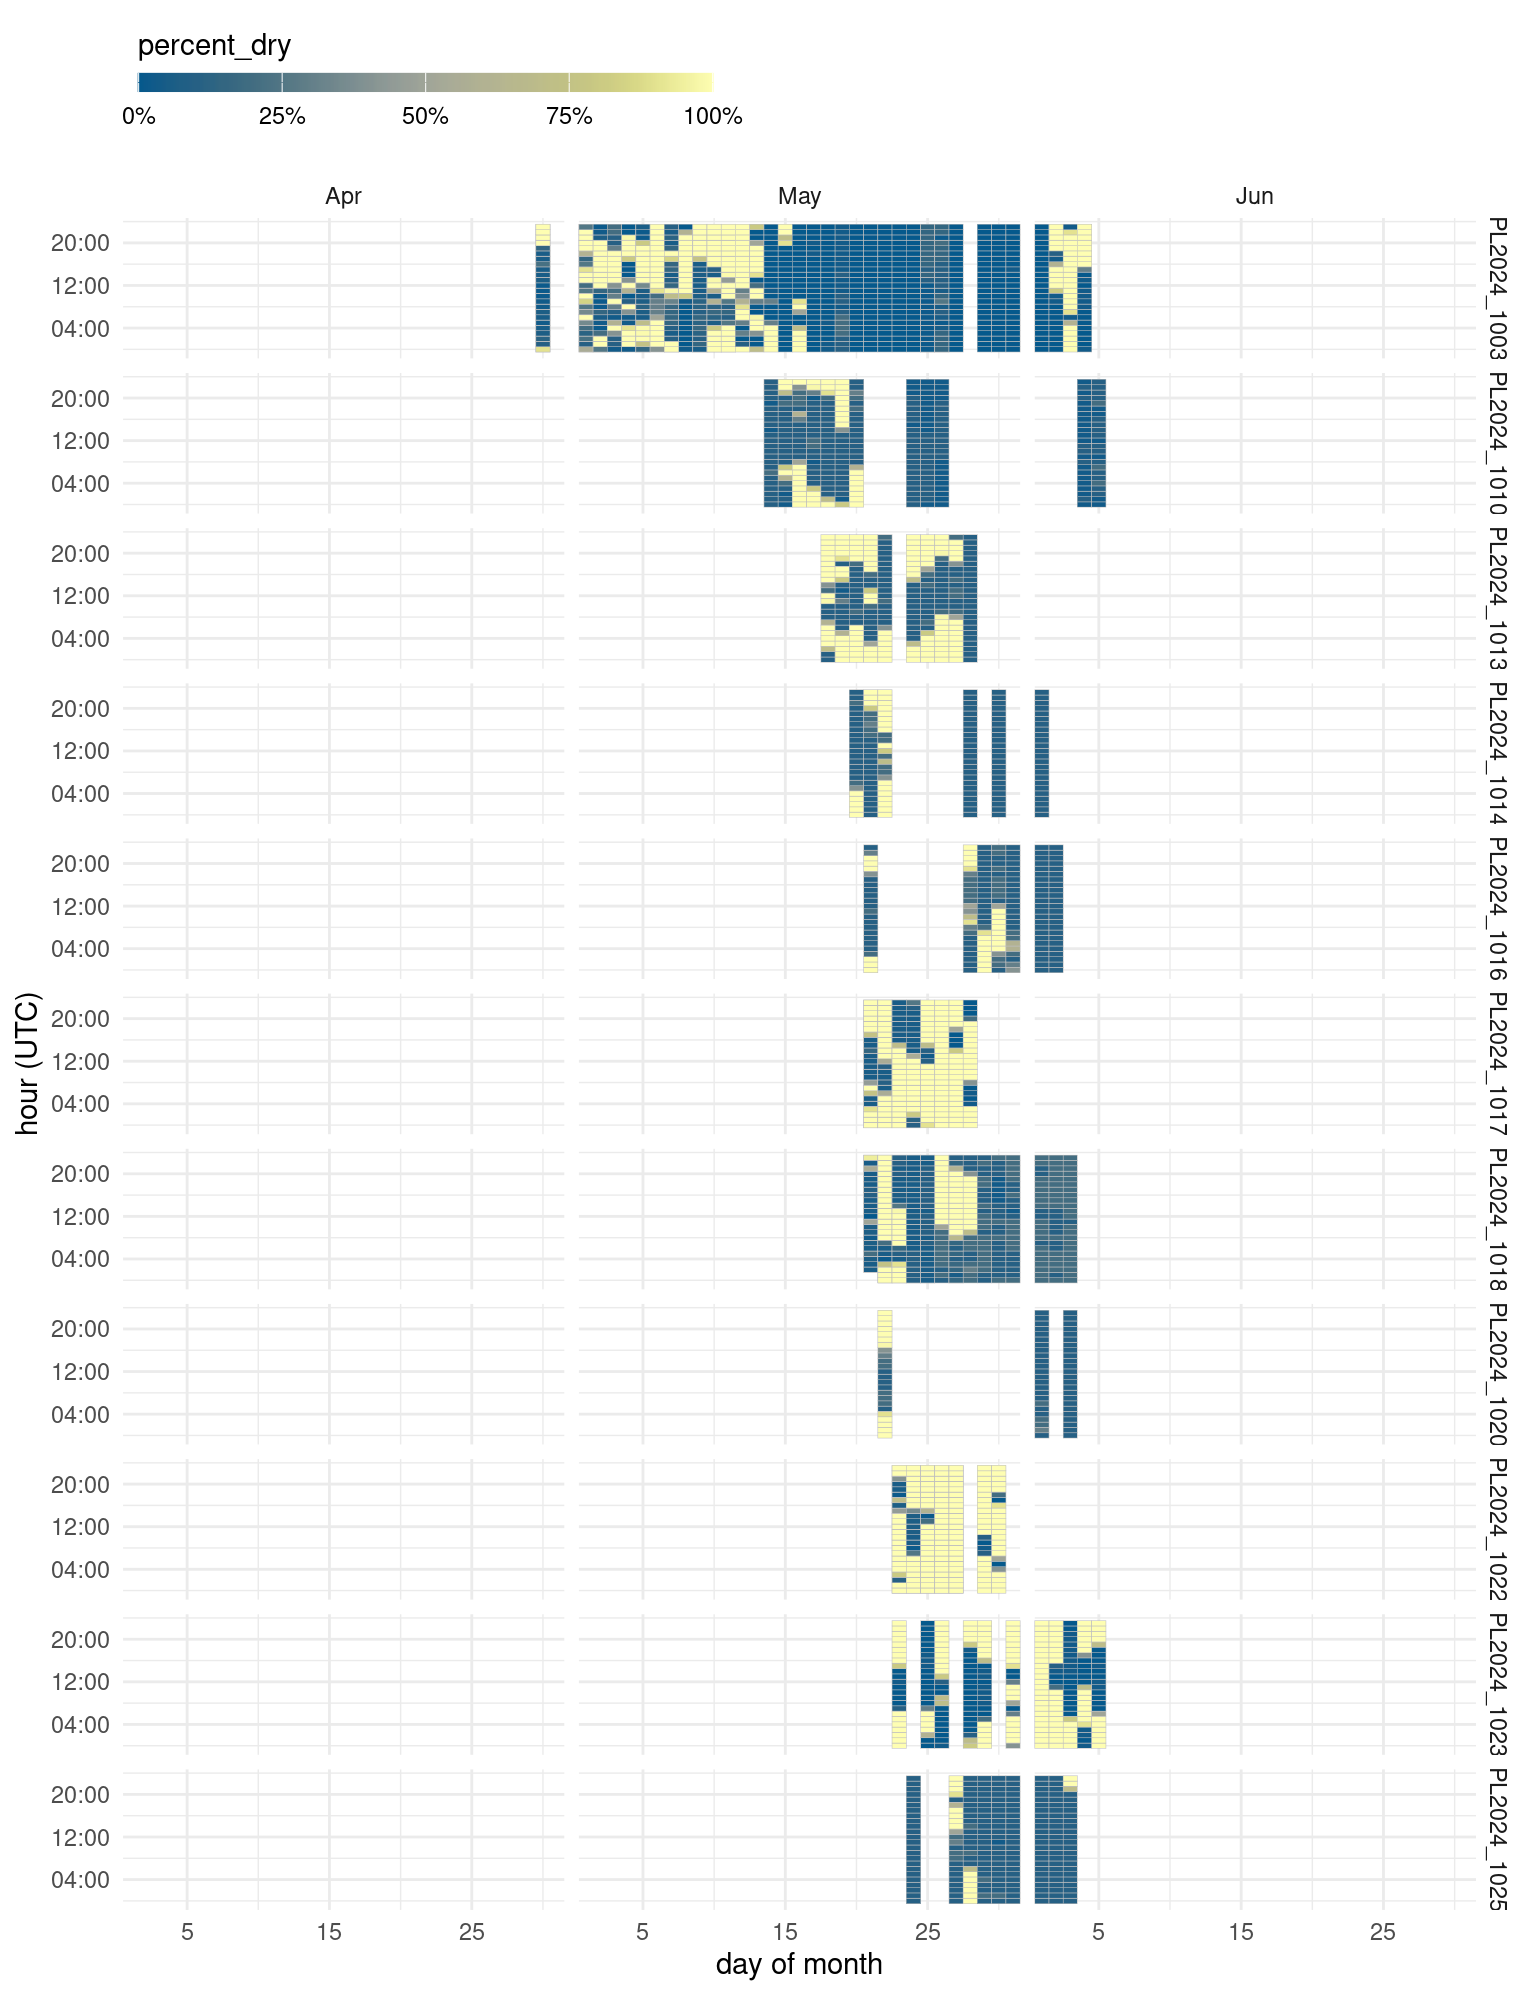 percent_dry
0% 25% 50% 75% 100%
Apr May Jun
20:00
12:00
04:00
PL2024_1003
20:00
12:00
04:00
PL2024_1010
20:00
12:00
04:00
PL2024_1013
20:00
12:00
04:00
PL2024_1014
20:00
12:00
04:00
PL2024_1016
20:00
12:00
04:00
PL2024_1017
20:00
12:00
04:00
PL2024_1018
20:00
12:00
04:00
PL2024_1020
20:00
12:00
04:00
PL2024_1022
20:00
12:00
04:00
PL2024_1023
20:00
12:00
04:00
PL2024_1025
hour (UTC)
5 15 25 5 15 25 5 15 25
day of month